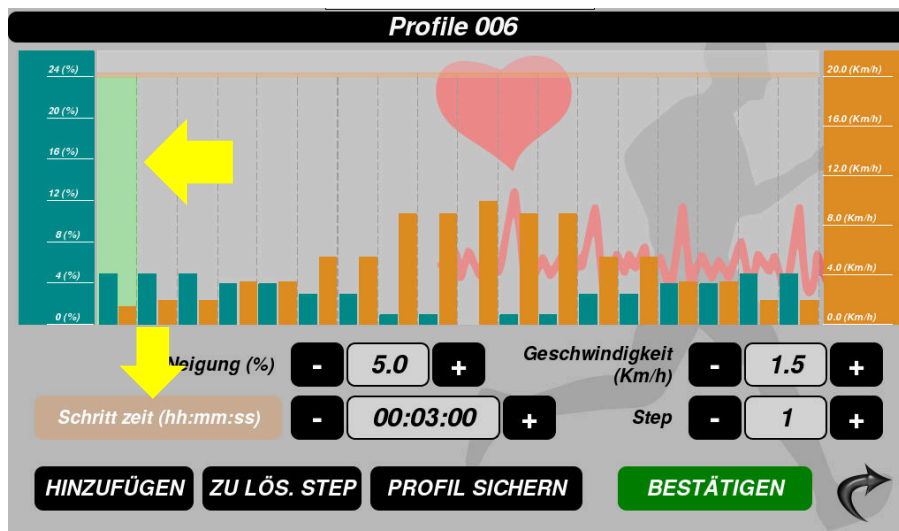 Profile 006
24 (%)
20 (%)
16 (%)
12 (%)
8 (%)
4 (%)
0 (%)
20.0 (Km/h)
16.0 (Km/h)
12.0 (Km/h)
8.0 (Km/h)
4.0 (Km/h)
0.0 (Km/h)
Neigung (%)
-
5.0
+
Geschwindigkeit
(Km/h)
-
1.5
+
Schritt zeit (hh:mm:ss)
-
00:03:00
+
Step
-
1
+
HINZUFÜGEN
ZU LÖS. STEP
PROFIL SICHERN
BESTÄTIGEN